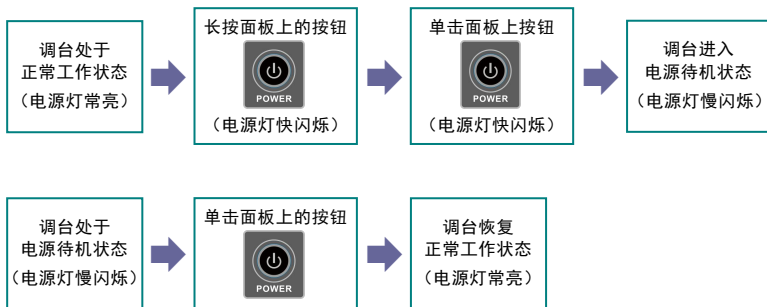 调台处于
正常工作状态
（电源灯常亮）
长按面板上的按钮
POWER
（电源灯快闪烁）
单击面板上按钮
POWER
（电源灯快闪烁）
调台进入
电源待机状态
（电源灯慢闪烁）
调台处于
电源待机状态
（电源灯慢闪烁）
单击面板上的按钮
POWER
调台恢复
正常工作状态
（电源灯常亮）